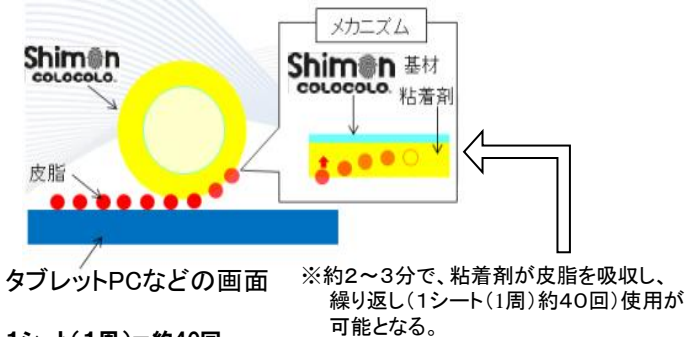 メカニズム
Shimon
COLOCOLO.
Shimon 基材
COLOCOLO. 粘着剤
皮脂
タブレットPCなどの画面
※約2～3分で、粘着剤が皮脂を吸収し、
繰り返し(1シート(1周)約40回)使用が
可能となる。
1シート(1周)=約40回